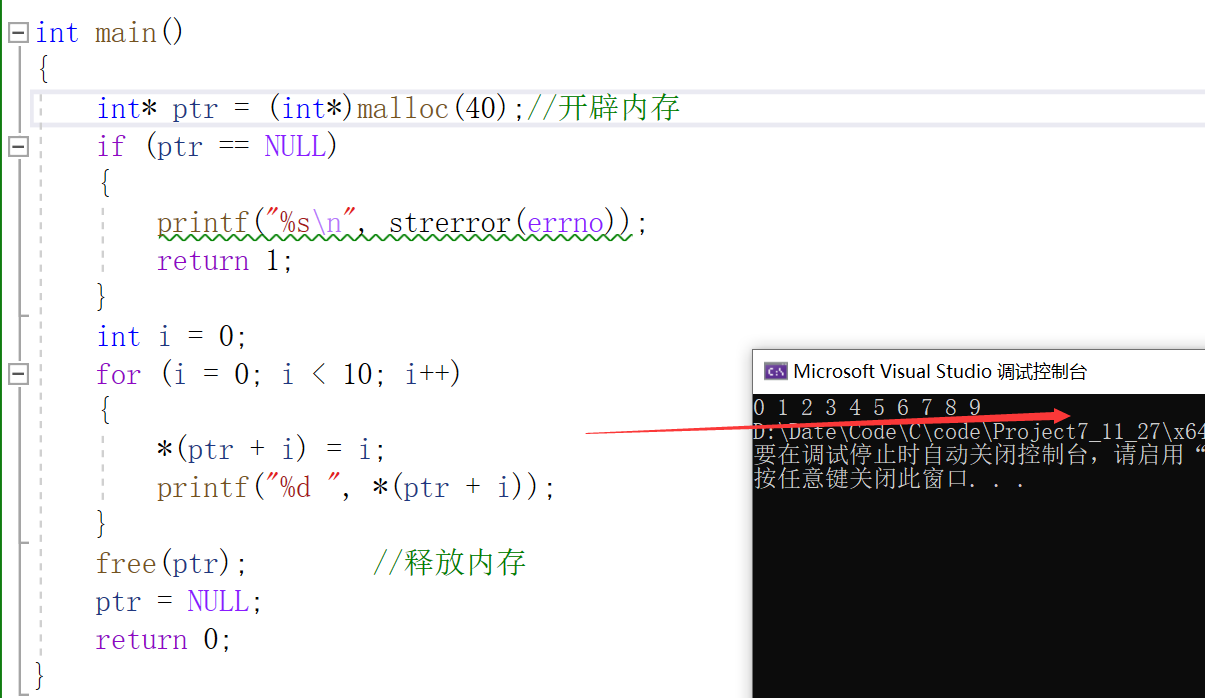 int main()
{
int* ptr = (int*)malloc(40);//开辟内存
if (ptr == NULL)
{
printf("%s\n", strerror(errno));
return 1;
}
int i = 0;
for (i = 0; i < 10; i++)
{
*(ptr + i) = i;
printf("%d ", *(ptr + i));
}
free(ptr); //释放内存
ptr = NULL;
return 0;
}
Microsoft Visual Studio 调试控制台
0 1 2 3 4 5 6 7 8 9
D:\Date\Code\C\code\Project7_11_27\x64
要在调试停止时自动关闭控制台，请启用“
按任意键关闭此窗口. . .